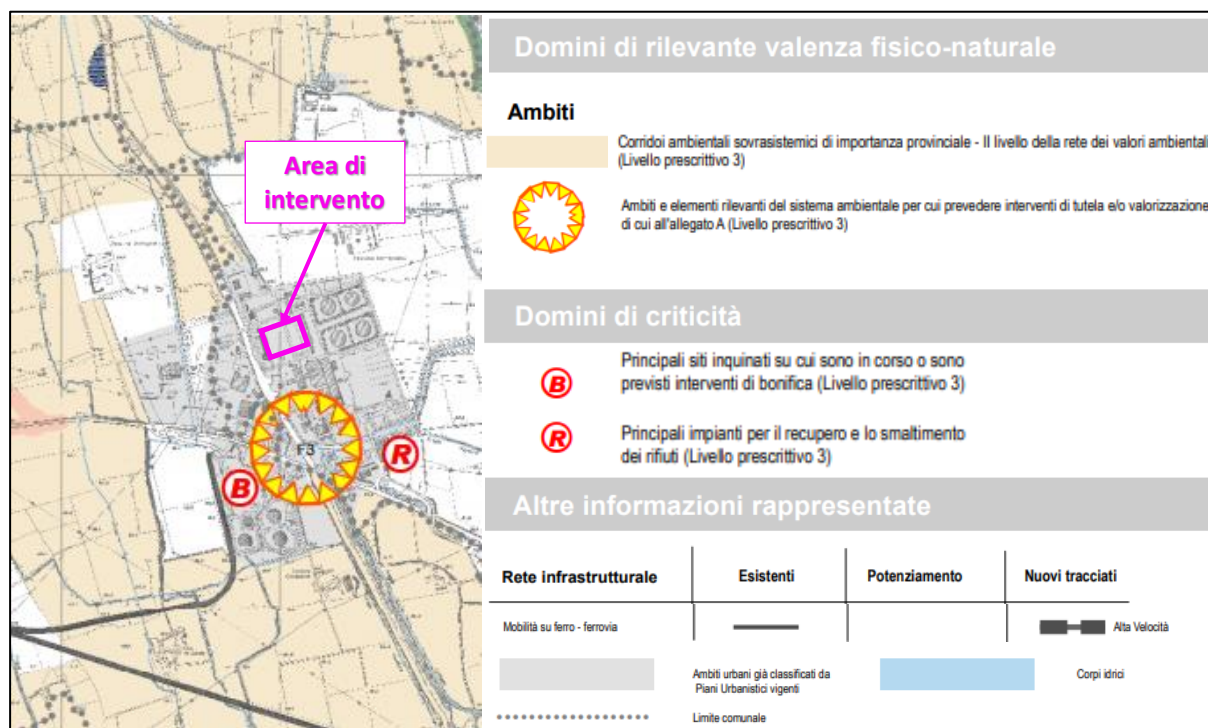 Area di
intervento
F3
B
R
Domini di rilevante valenza fisico-naturale
Ambiti
Corridoi ambientali sovrasistemici di importanza provinciale - II livello della rete dei valori ambientali
(Livello prescrittivo 3)
Ambiti e elementi rilevanti del sistema ambientale per cui prevedere interventi di tutela e/o valorizzazione
di cui all'allegato A (Livello prescrittivo 3)
Domini di criticità
B
Principali siti inquinati su cui sono in corso o sono
previsti interventi di bonifica (Livello prescrittivo 3)
R
Principali impianti per il recupero e lo smaltimento
dei rifiuti (Livello prescrittivo 3)
Altre informazioni rappresentate
Rete infrastrutturale Esistenti Potenziamento Nuovi tracciati
Mobilità su ferro - ferrovia Alta Velocità
Ambiti urbani già classificati da
Piani Urbanistici vigenti
Corpi idrici
Limite comunale